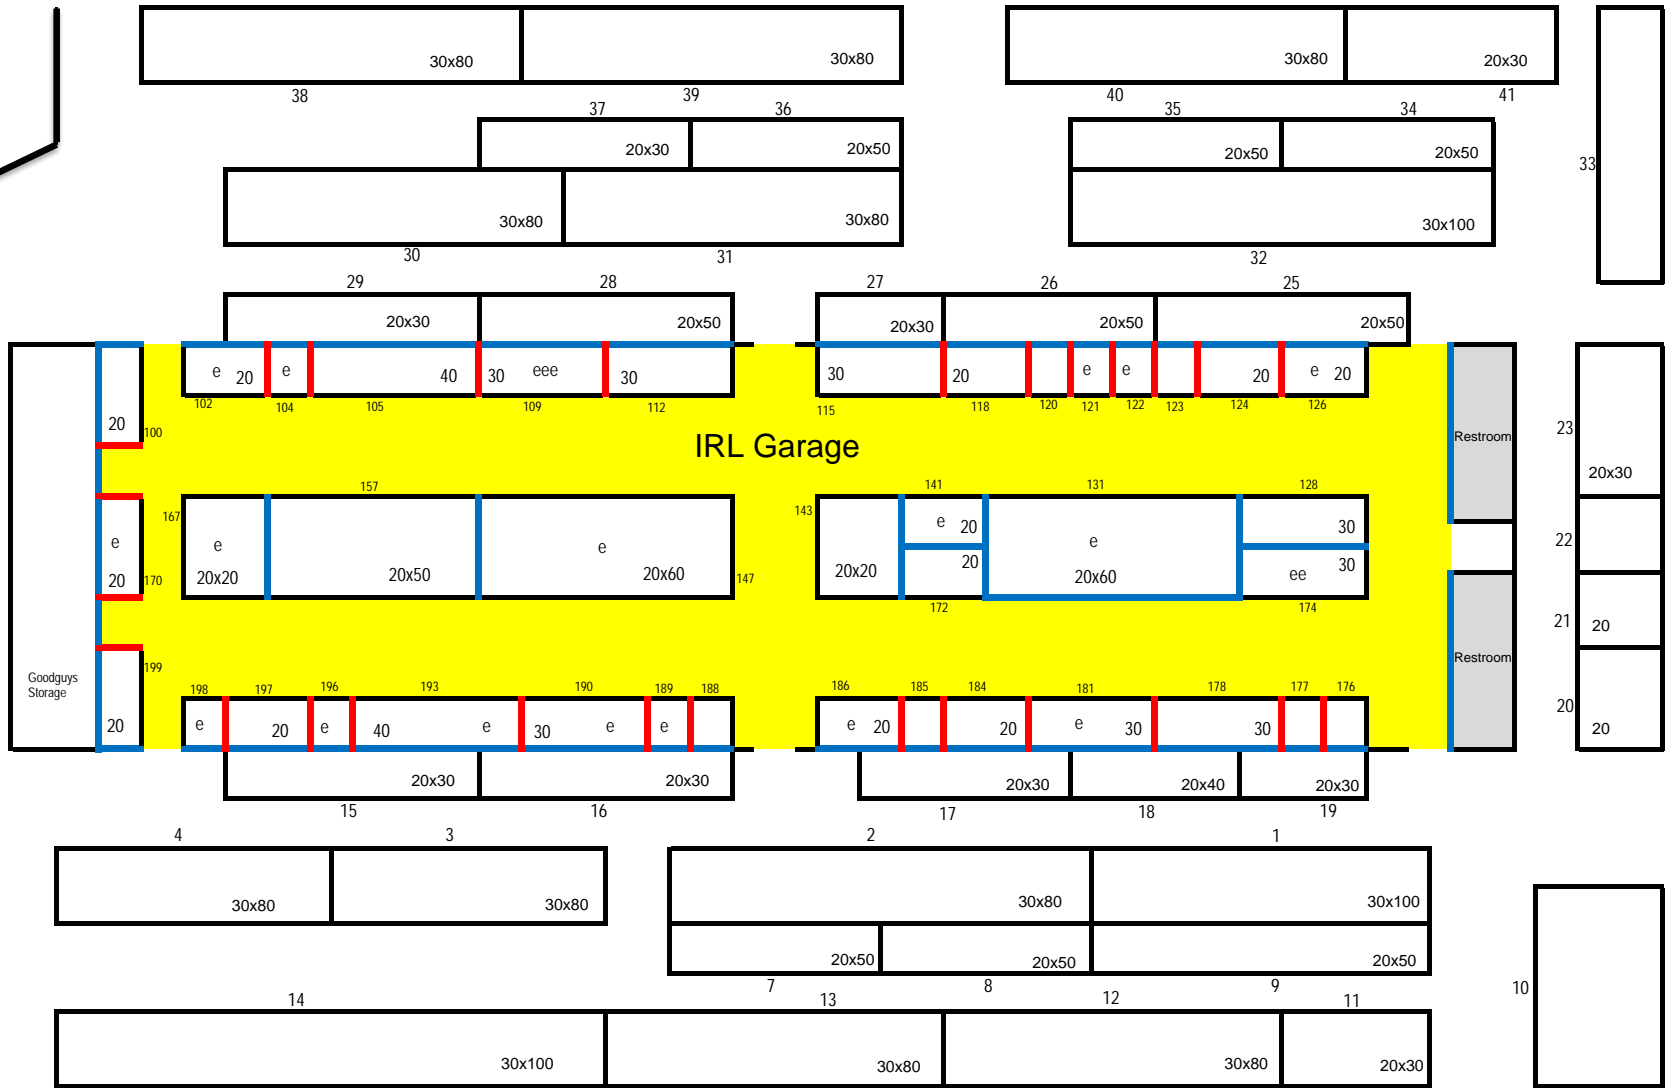 30x80
30x80
30x80
20x30
38
39
40
41
37
36
35
34
20x30
20x50
20x50
20x50
33
30x80
30x80
30x100
30
31
32
29
28
27
26
25
20x30
20x50
20x30
20x50
20x50
e 20 e 40 30 eee 30
30 20 e e 20 e 20
102 104 105 109 112
115 118 120 121 122 123 124 126
20
100
IRL Garage
Restroom
23
20x30
157
141
131
128
167
143
e
e
e 20
e
30
e
22
20
170
20x20
20x50
20x60
147
20x20
20
20x60
ee 30
172
174
21
20
Goodguys
Storage
199
Restroom
198 197 196 193 190 189 188
186 185 184 181 178 177 176
20
20
e 20 e 40 e 30 e e
e 20 20 e 30 30
20
20x30
20x30
20x30
20x40
20x30
15
16
17
18
19
4
3
2
1
30x80
30x80
30x80
30x100
20x50
20x50
20x50
7
8
9
10
14
13
12
11
30x100
30x80
30x80
20x30